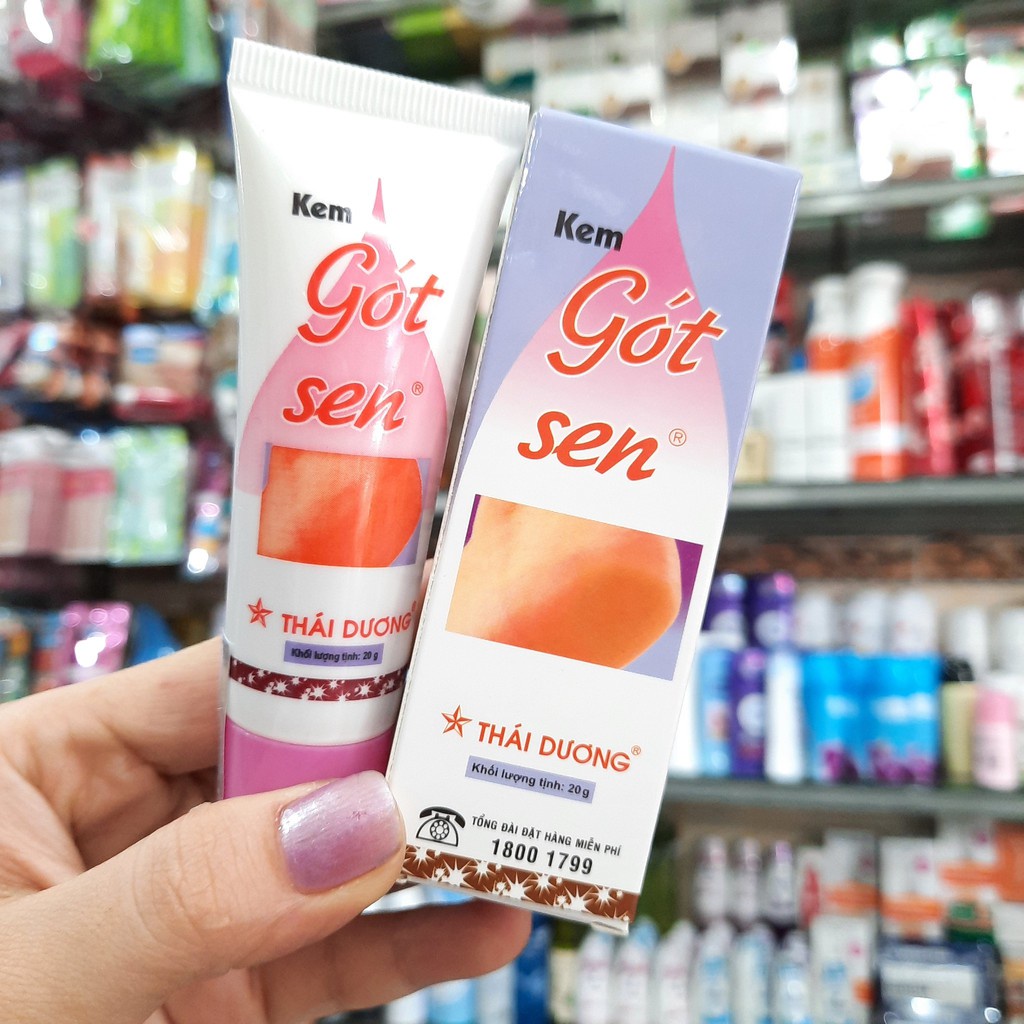 Kem
Gót
sen®
THÁI DƯƠNG®
Khối lượng tịnh: 20 g
Kem
Gót
sen®
THÁI DƯƠNG®
Khối lượng tịnh: 20g
TỔNG ĐÀI ĐẶT HÀNG MIỄN PHÍ
1800 1799